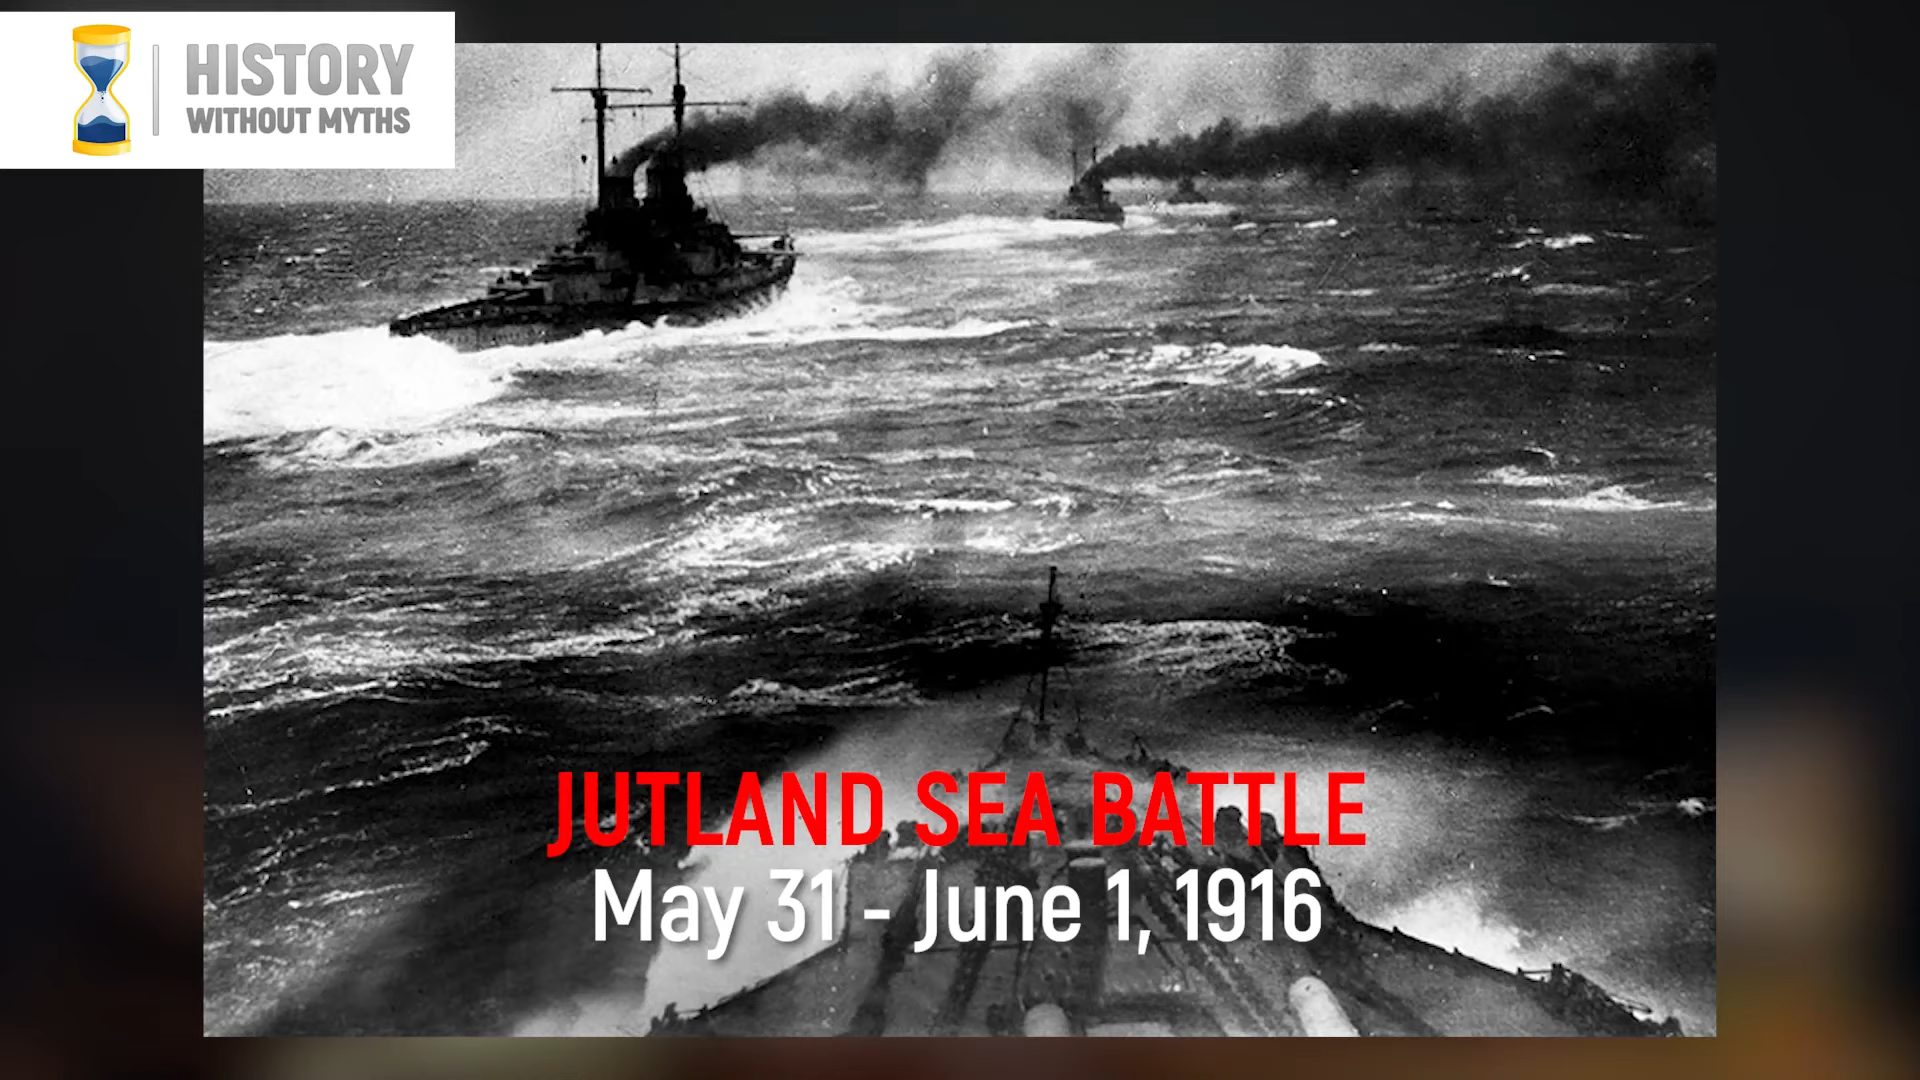 HISTORY
WITHOUT MYTHS
JUTLAND SEA BATTLE
May 31 - June 1, 1916